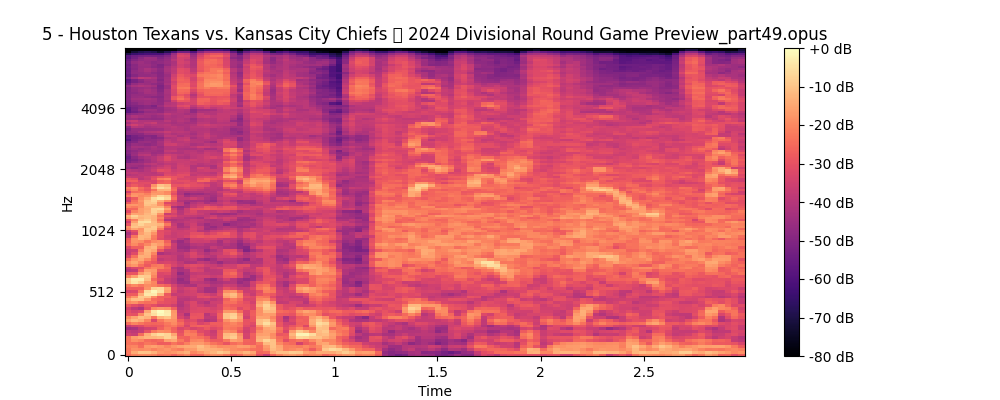 5 - Houston Texans vs. Kansas City Chiefs  2024 Divisional Round Game Preview_part49.opus
+0 dB
-10 dB
-20 dB
-30 dB
-40 dB
-50 dB
-60 dB
-70 dB
-80 dB
4096
2048
1024
512
0
Hz
0
0.5
1
1.5
2
2.5
Time